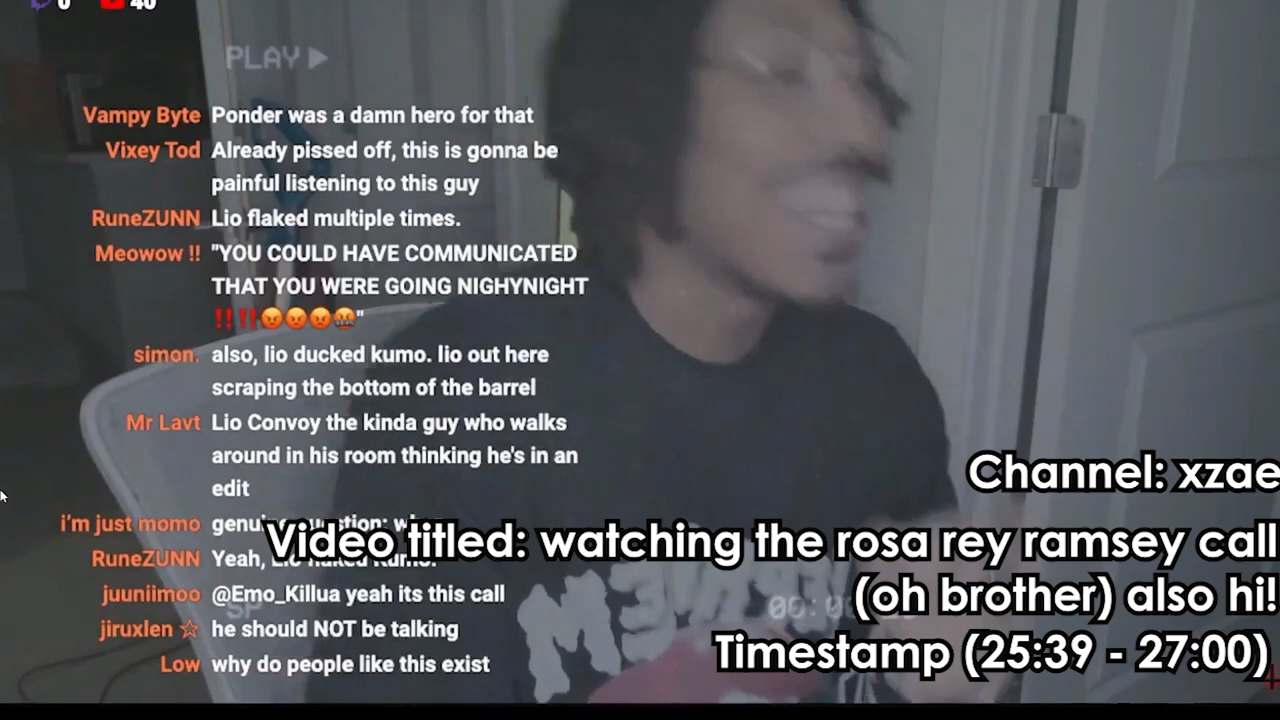 PLAY
Vampy Byte Ponder was a damn hero for that
Vixey Tod Already pissed off, this is gonna be
painful listening to this guy
RuneZUNN Lio flaked multiple times.
Meowow !! "YOU COULD HAVE COMMUNICATED
THAT YOU WERE GOING NIGHYNIGHT
‼️‼️😡😡😡🤬"
simon. also, lio ducked kumo. lio out here
scraping the bottom of the barrel
Mr Lavt Lio Convoy the kinda guy who walks
around in his room thinking he's in an
edit
Channel: xzae
i'm just momo
Video titled: watching the rosa rey ramsey call
RuneZUNN Yeah,
juuniimoo @Emo_Killua yeah its this call
(oh brother) also hi!
SP
jiruxlen ☆ he should NOT be talking
Timestamp (25:39 - 27:00)
Low why do people like this exist